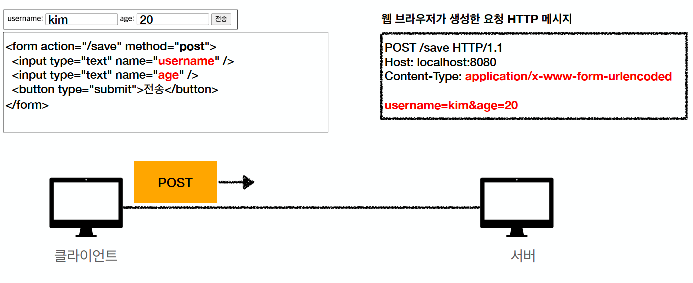 username: kim age: 20 전송
<form action="/save" method="post">
<input type="text" name="username" />
<input type="text" name="age" />
<button type="submit">전송</button>
</form>
웹 브라우저가 생성한 요청 HTTP 메시지
POST /save HTTP/1.1
Host: localhost:8080
Content-Type: application/x-www-form-urlencoded
username=kim&age=20
POST
클라이언트
서버